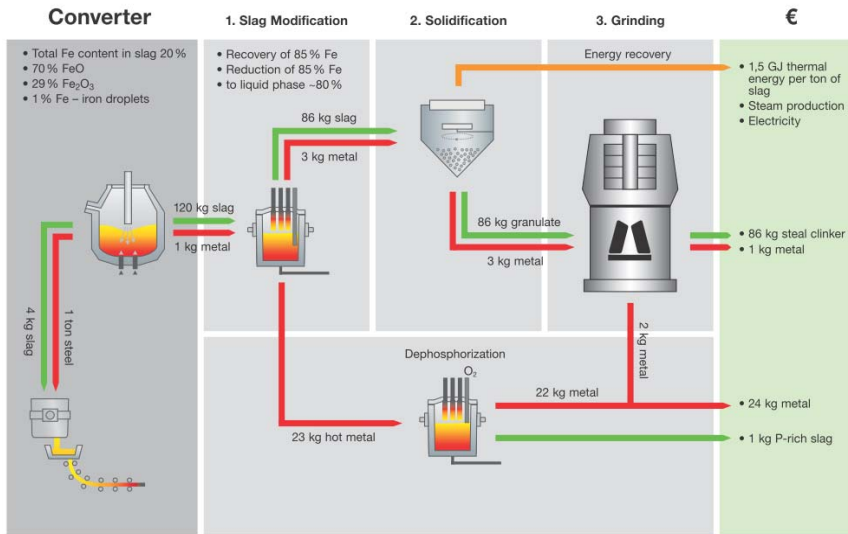 Converter
• Total Fe content in slag 20 %
• 70 % FeO
• 29 % Fe₂O₃
• 1 % Fe – iron droplets
120 kg slag
1 kg metal
4 kg slag
1 ton steel
1. Slag Modification
• Recovery of 85 % Fe
• Reduction of 85 % Fe
• to liquid phase ~80 %
86 kg slag
3 kg metal
2. Solidification
86 kg granulate
3 kg metal
3. Grinding
Energy recovery
2 kg metal
Dephosphorization
O₂
23 kg hot metal
22 kg metal
€
• 1,5 GJ thermal
energy per ton of
slag
• Steam production
• Electricity
• 86 kg steal clinker
• 1 kg metal
• 24 kg metal
• 1 kg P-rich slag